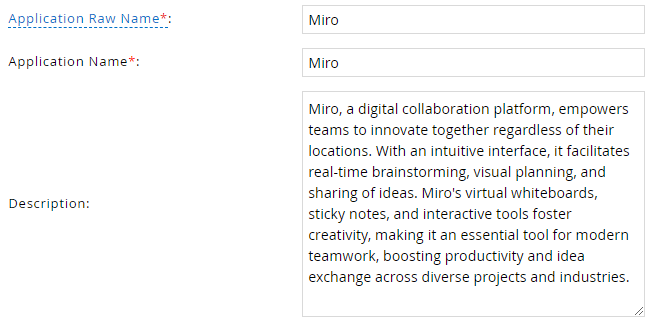 Application Raw Name*: Miro
Application Name*: Miro
Description:
Miro, a digital collaboration platform, empowers
teams to innovate together regardless of their
locations. With an intuitive interface, it facilitates
real-time brainstorming, visual planning, and
sharing of ideas. Miro's virtual whiteboards,
sticky notes, and interactive tools foster
creativity, making it an essential tool for modern
teamwork, boosting productivity and idea
exchange across diverse projects and industries.